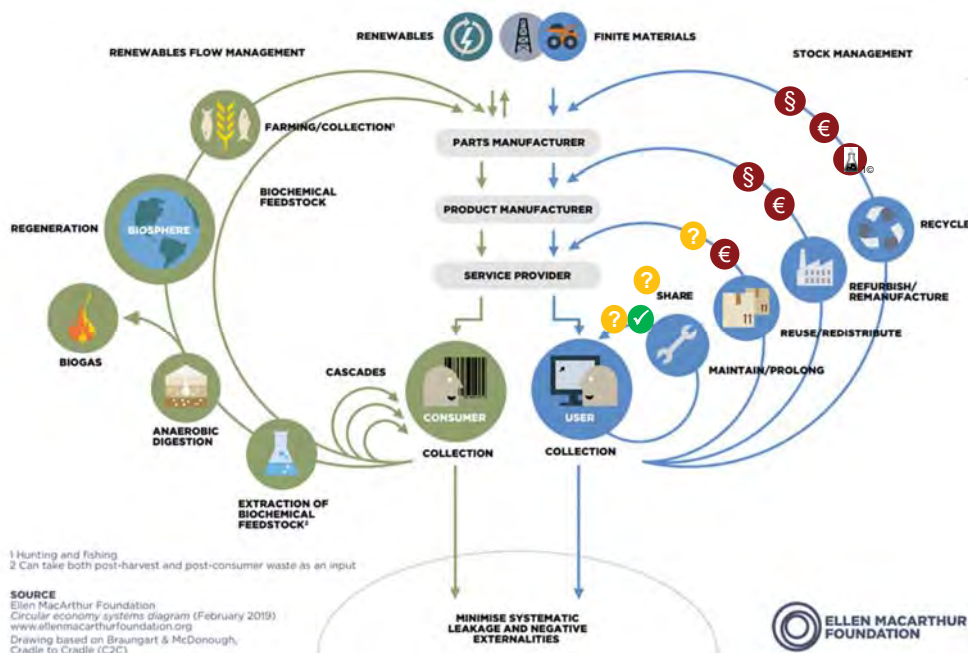 RENEWABLES
FINITE MATERIALS
RENEWABLES FLOW MANAGEMENT
STOCK MANAGEMENT
§
€
1©
FARMING/COLLECTION¹
PARTS MANUFACTURER
BIOCHEMICAL
FEEDSTOCK
§
€
PRODUCT MANUFACTURER
REGENERATION
BIOSPHERE
RECYCLE
?
€
SERVICE PROVIDER
?
SHARE
REFURBISH/
REMANUFACTURE
?
REUSE/REDISTRIBUTE
BIOGAS
MAINTAIN/PROLONG
CASCADES
CONSUMER
USER
ANAEROBIC
DIGESTION
COLLECTION
COLLECTION
EXTRACTION OF
BIOCHEMICAL
FEEDSTOCK²
1 Hunting and fishing
2 Can take both post-harvest and post-consumer waste as an input
SOURCE
Ellen MacArthur Foundation
Circular economy systems diagram (February 2019)
www.ellenmacarthurfoundation.org
Drawing based on Braungart & McDonough,
Cradle to Cradle (C2C)
MINIMISE SYSTEMATIC
LEAKAGE AND NEGATIVE
EXTERNALITIES
ELLEN MACARTHUR
FOUNDATION